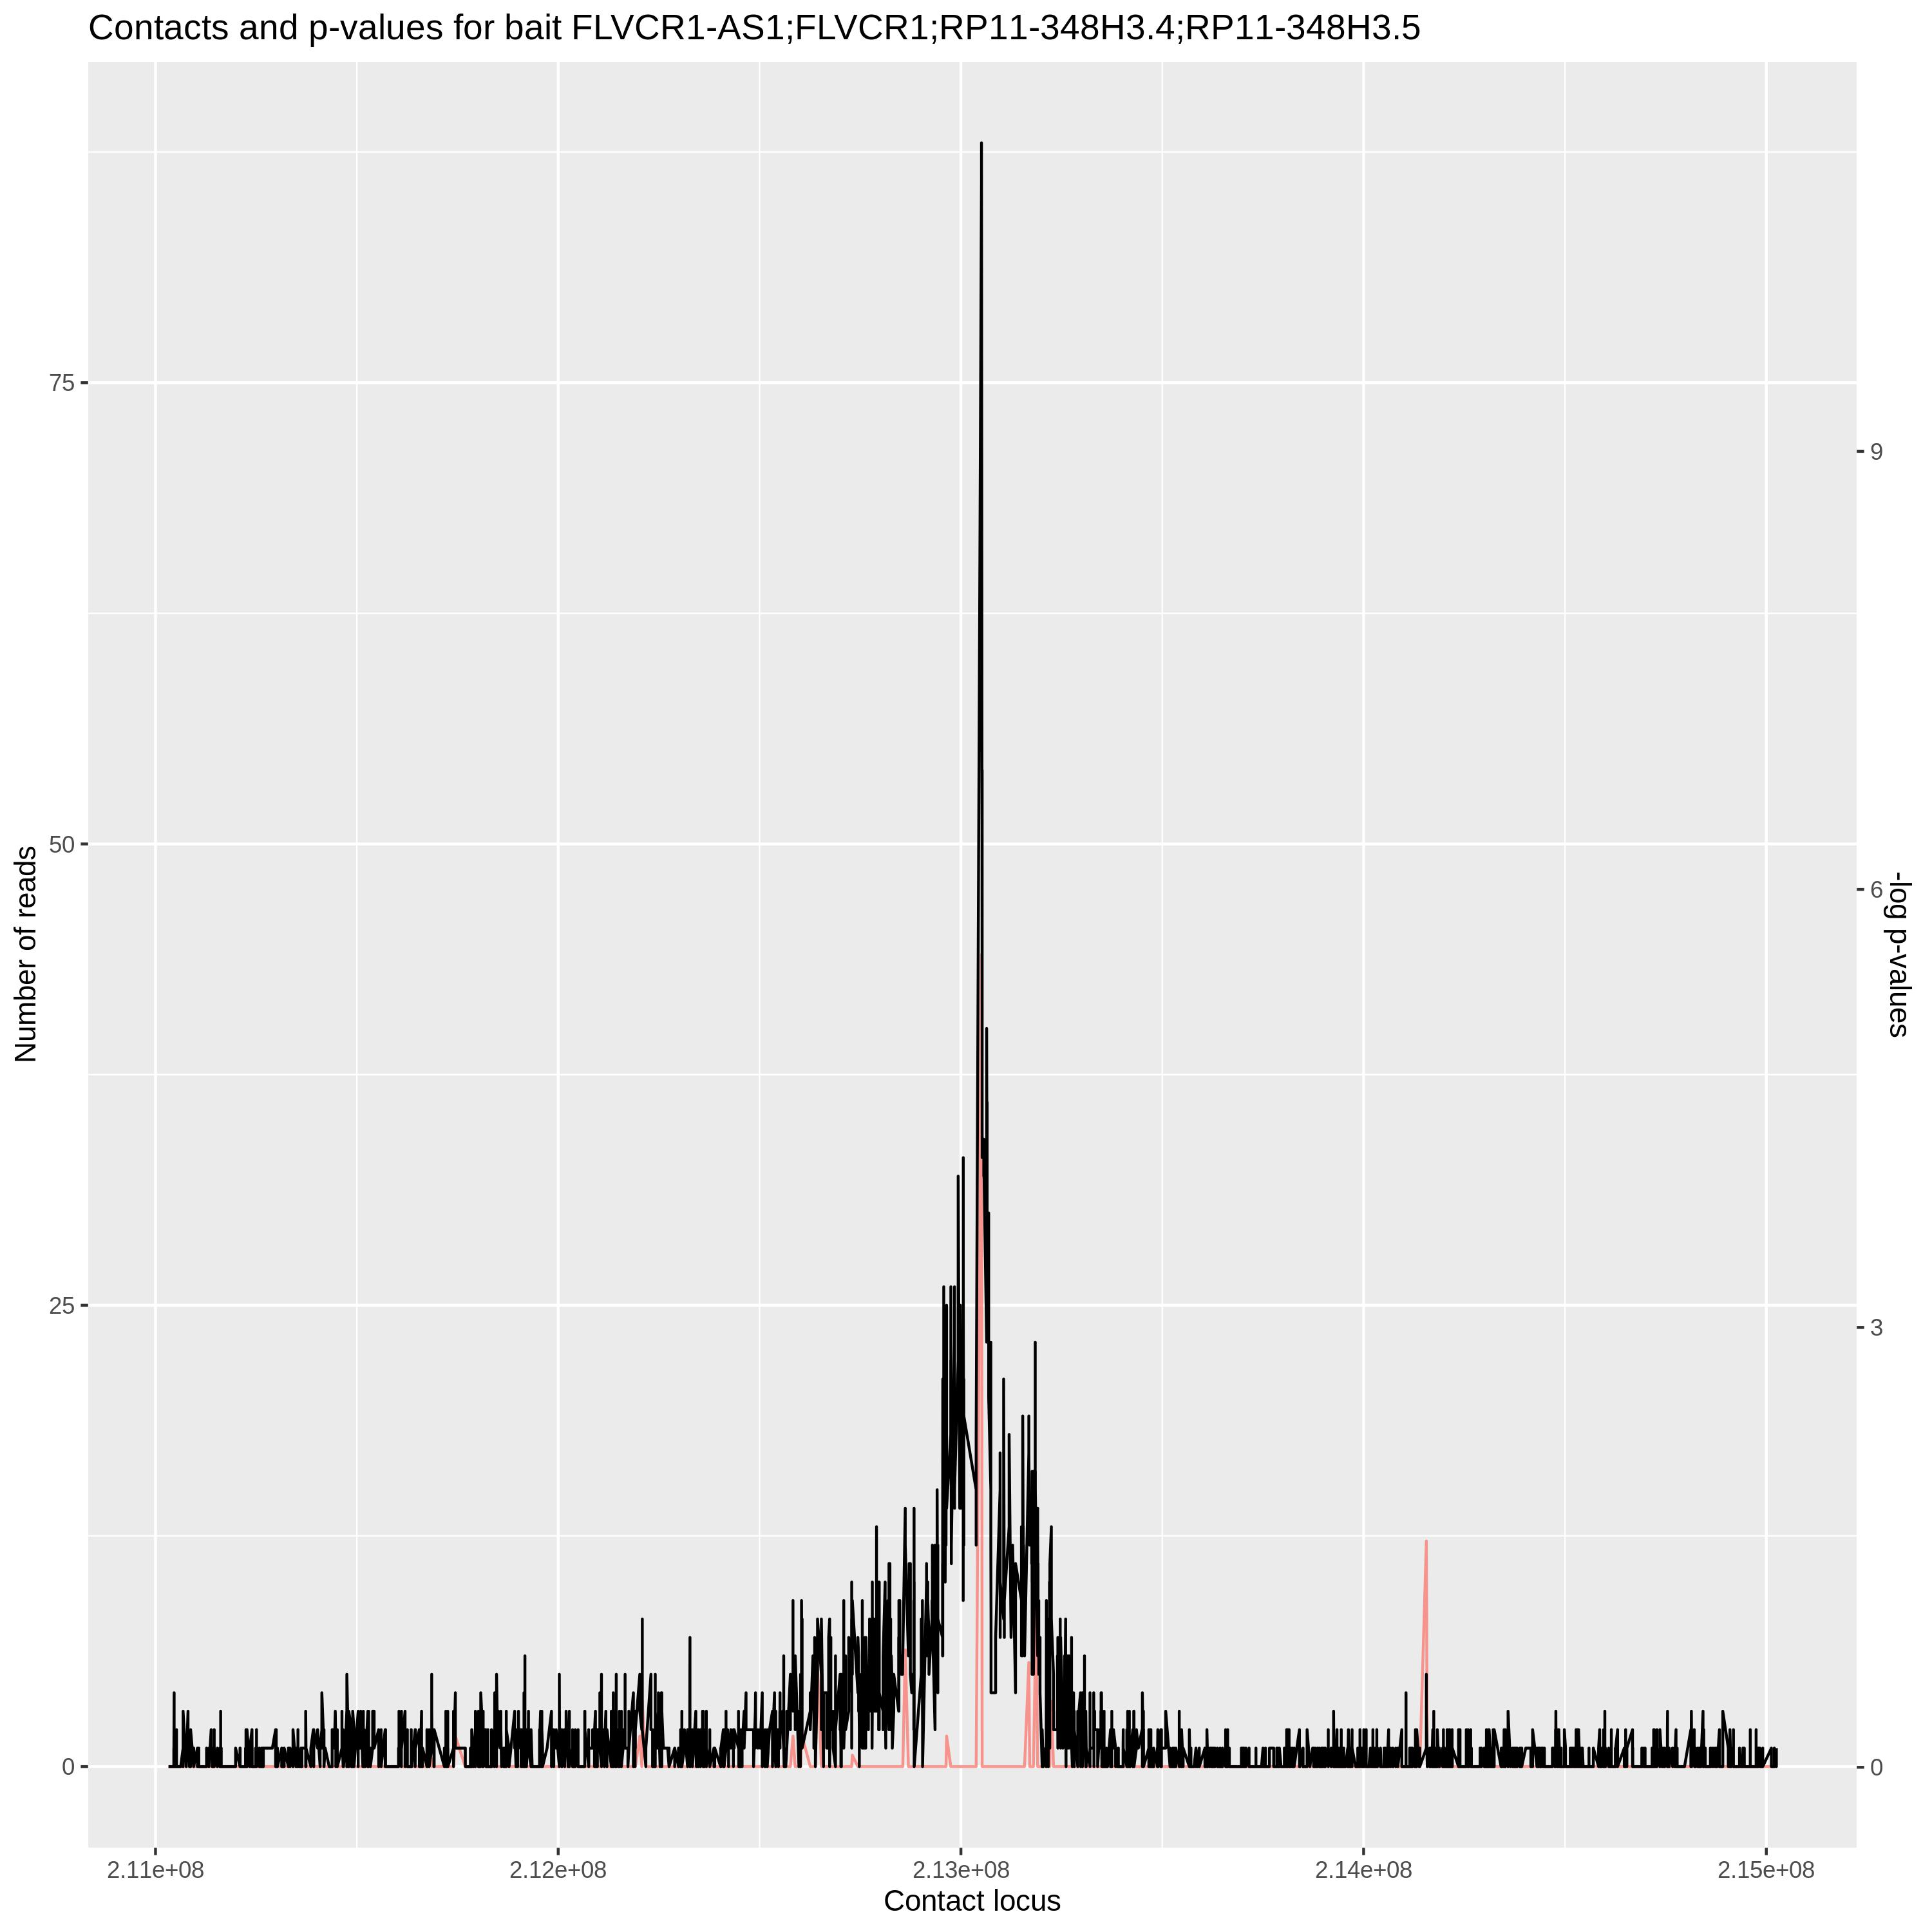 Contacts and p-values for bait FLVCR1-AS1;FLVCR1;RP11-348H3.4;RP11-348H3.5
75
50
25
0
Number of reads
9
6
3
0
-log p-values
2.11e+08
2.12e+08
2.13e+08
2.14e+08
2.15e+08
Contact locus